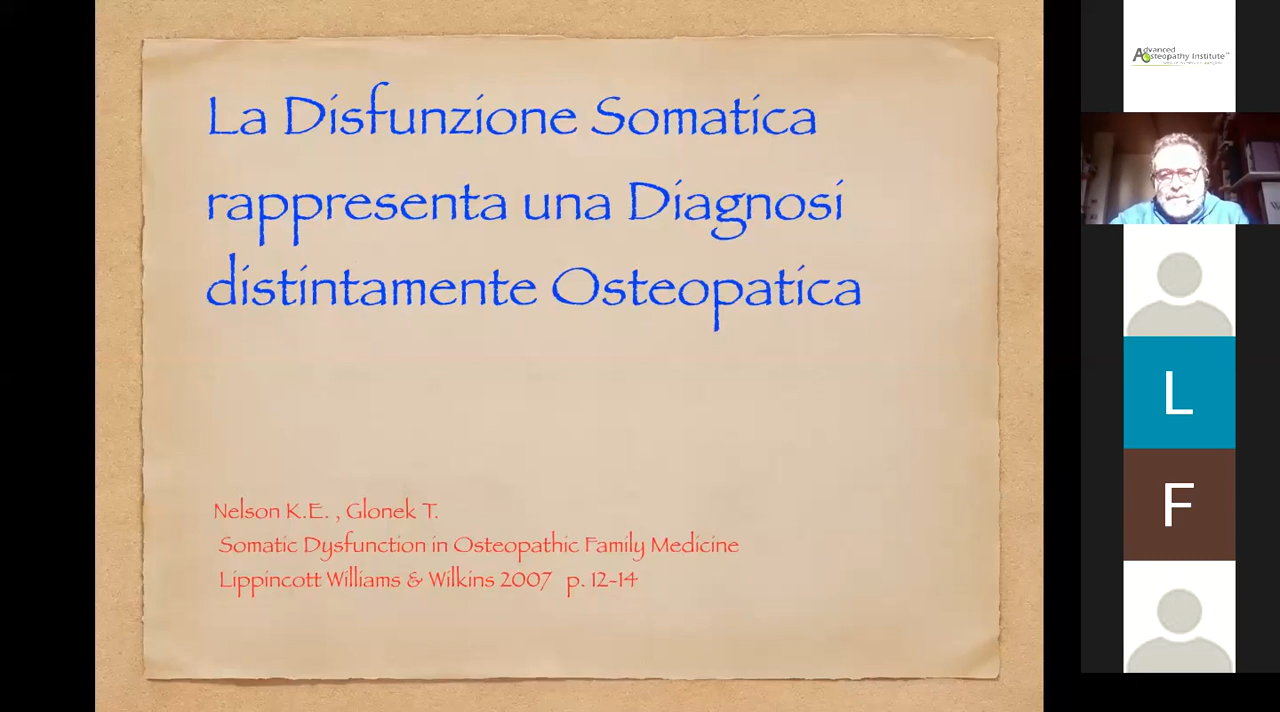 La Disfunzione Somatica
rappresenta una Diagnosi
distintamente Osteopatica
Nelson K.E. , Glonek T.
Somatic Dysfunction in Osteopathic Family Medicine
Lippincott Williams & Wilkins 2007 p. 12-14
Advanced
Osteopathy Institute
L
F